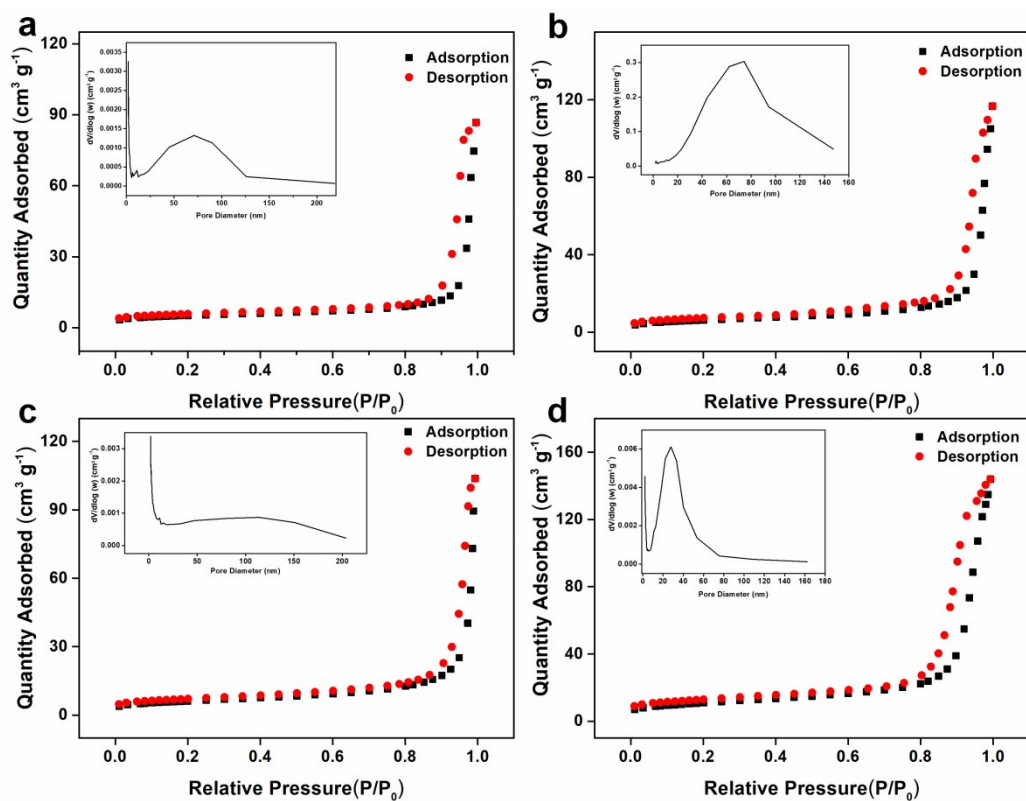 a
120
90
60
30
0
Quantity Adsorbed (cm³ g⁻¹)
0.0 0.2 0.4 0.6 0.8 1.0
Relative Pressure(P/P₀)
Adsorption
Desorption
0.0035
0.0030
0.0025
0.0020
0.0015
0.0010
0.0005
0.0000
dV/dlog (w) (cm³ g⁻¹)
0 50 100 150 200
Pore Diameter (nm)
b
160
120
80
40
0
Quantity Adsorbed (cm³ g⁻¹)
0.0 0.2 0.4 0.6 0.8 1.0
Relative Pressure(P/P₀)
Adsorption
Desorption
0.3
0.2
0.1
0.0
dV/dlog (w) (cm³ g⁻¹)
0 20 40 60 80 100 120 140 160
Pore Diameter (nm)
c
120
90
60
30
0
Quantity Adsorbed (cm³ g⁻¹)
0.0 0.2 0.4 0.6 0.8 1.0
Relative Pressure(P/P₀)
Adsorption
Desorption
0.003
0.002
0.001
0.000
dV/dlog (w) (cm³ g⁻¹)
0 50 100 150 200
Pore Diameter (nm)
d
160
120
80
40
0
Quantity Adsorbed (cm³ g⁻¹)
0.0 0.2 0.4 0.6 0.8 1.0
Relative Pressure(P/P₀)
Adsorption
Desorption
0.006
0.004
0.002
0.000
dV/dlog (w) (cm³ g⁻¹)
0 20 40 60 80 100 120 140 160 180
Pore Diameter (nm)